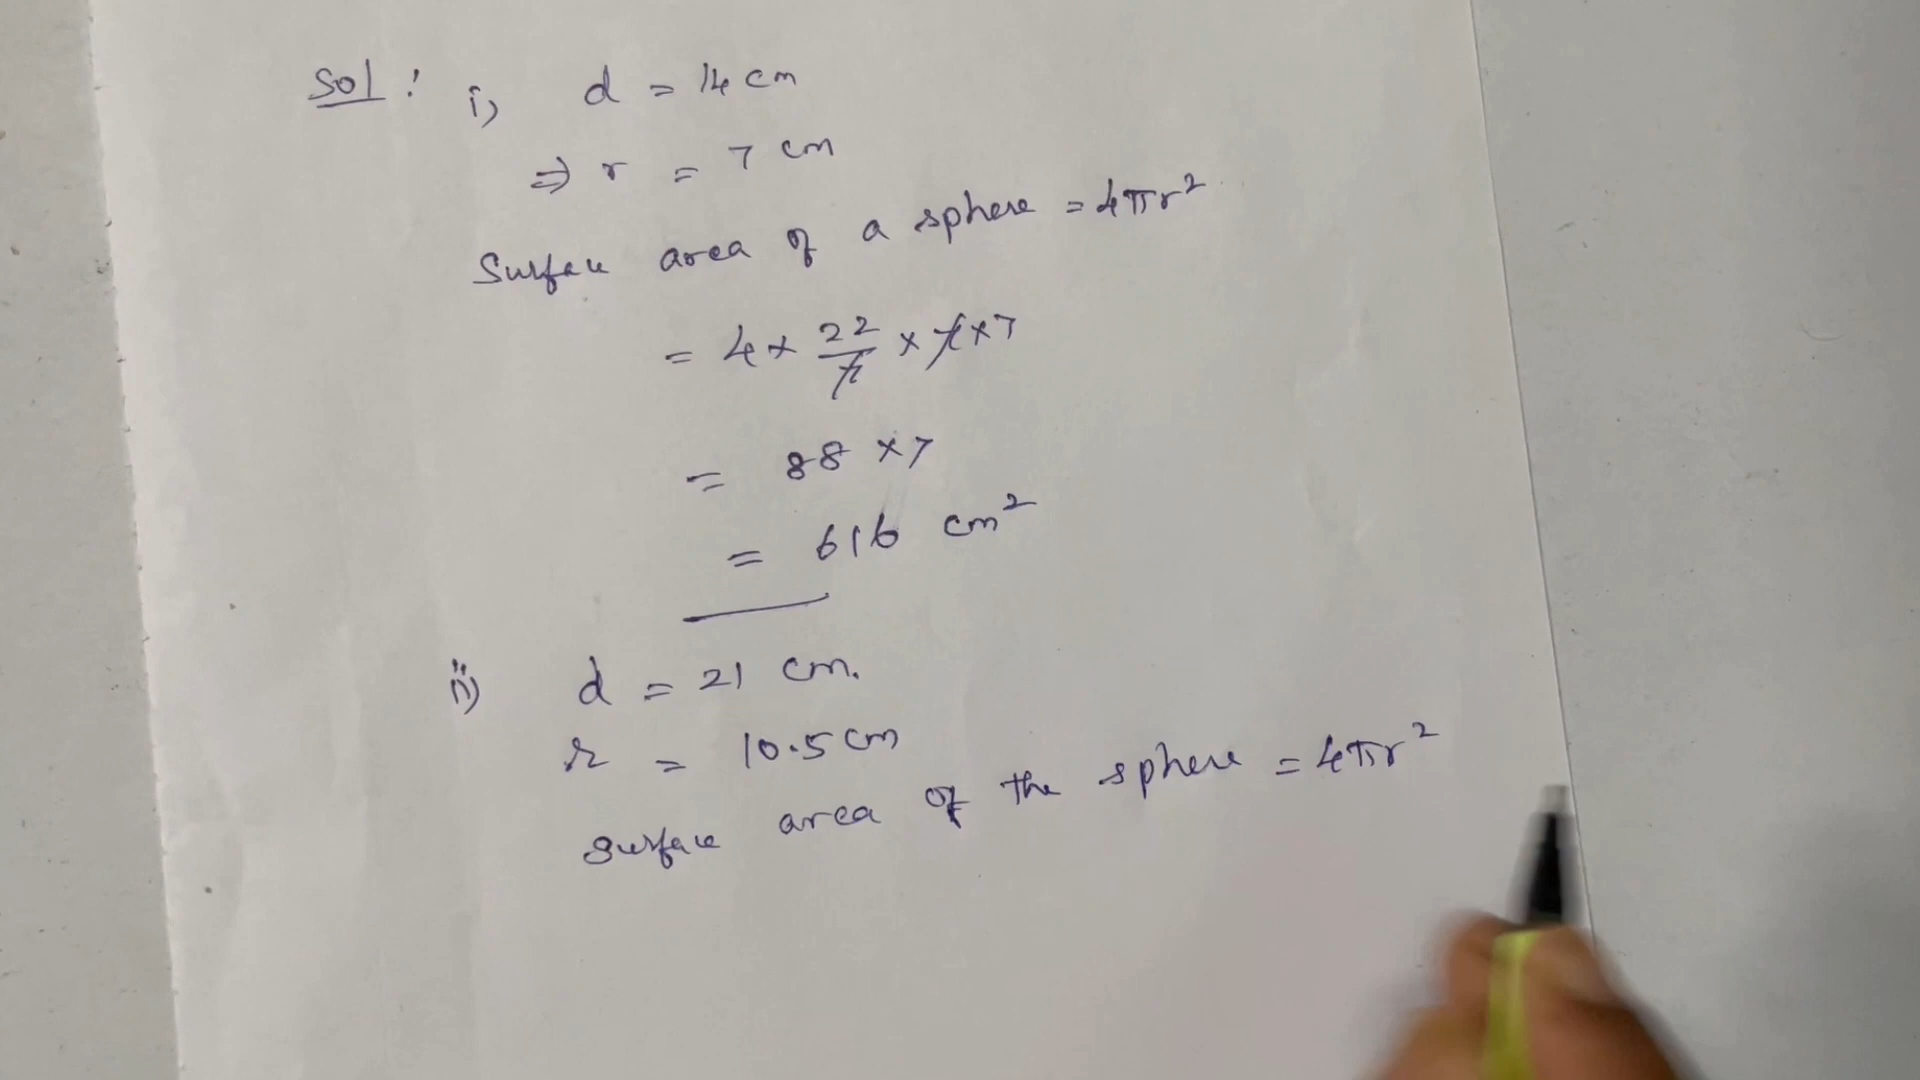 Sol : i) d = 14 cm
⇒ r = 7 cm
Surface area of a sphere = 4πr²
= 4 × 22/7 × 7 × 7
= 88 × 7
= 616 cm²
ii) d = 21 cm.
r = 10.5 cm
surface area of the sphere = 4πr²